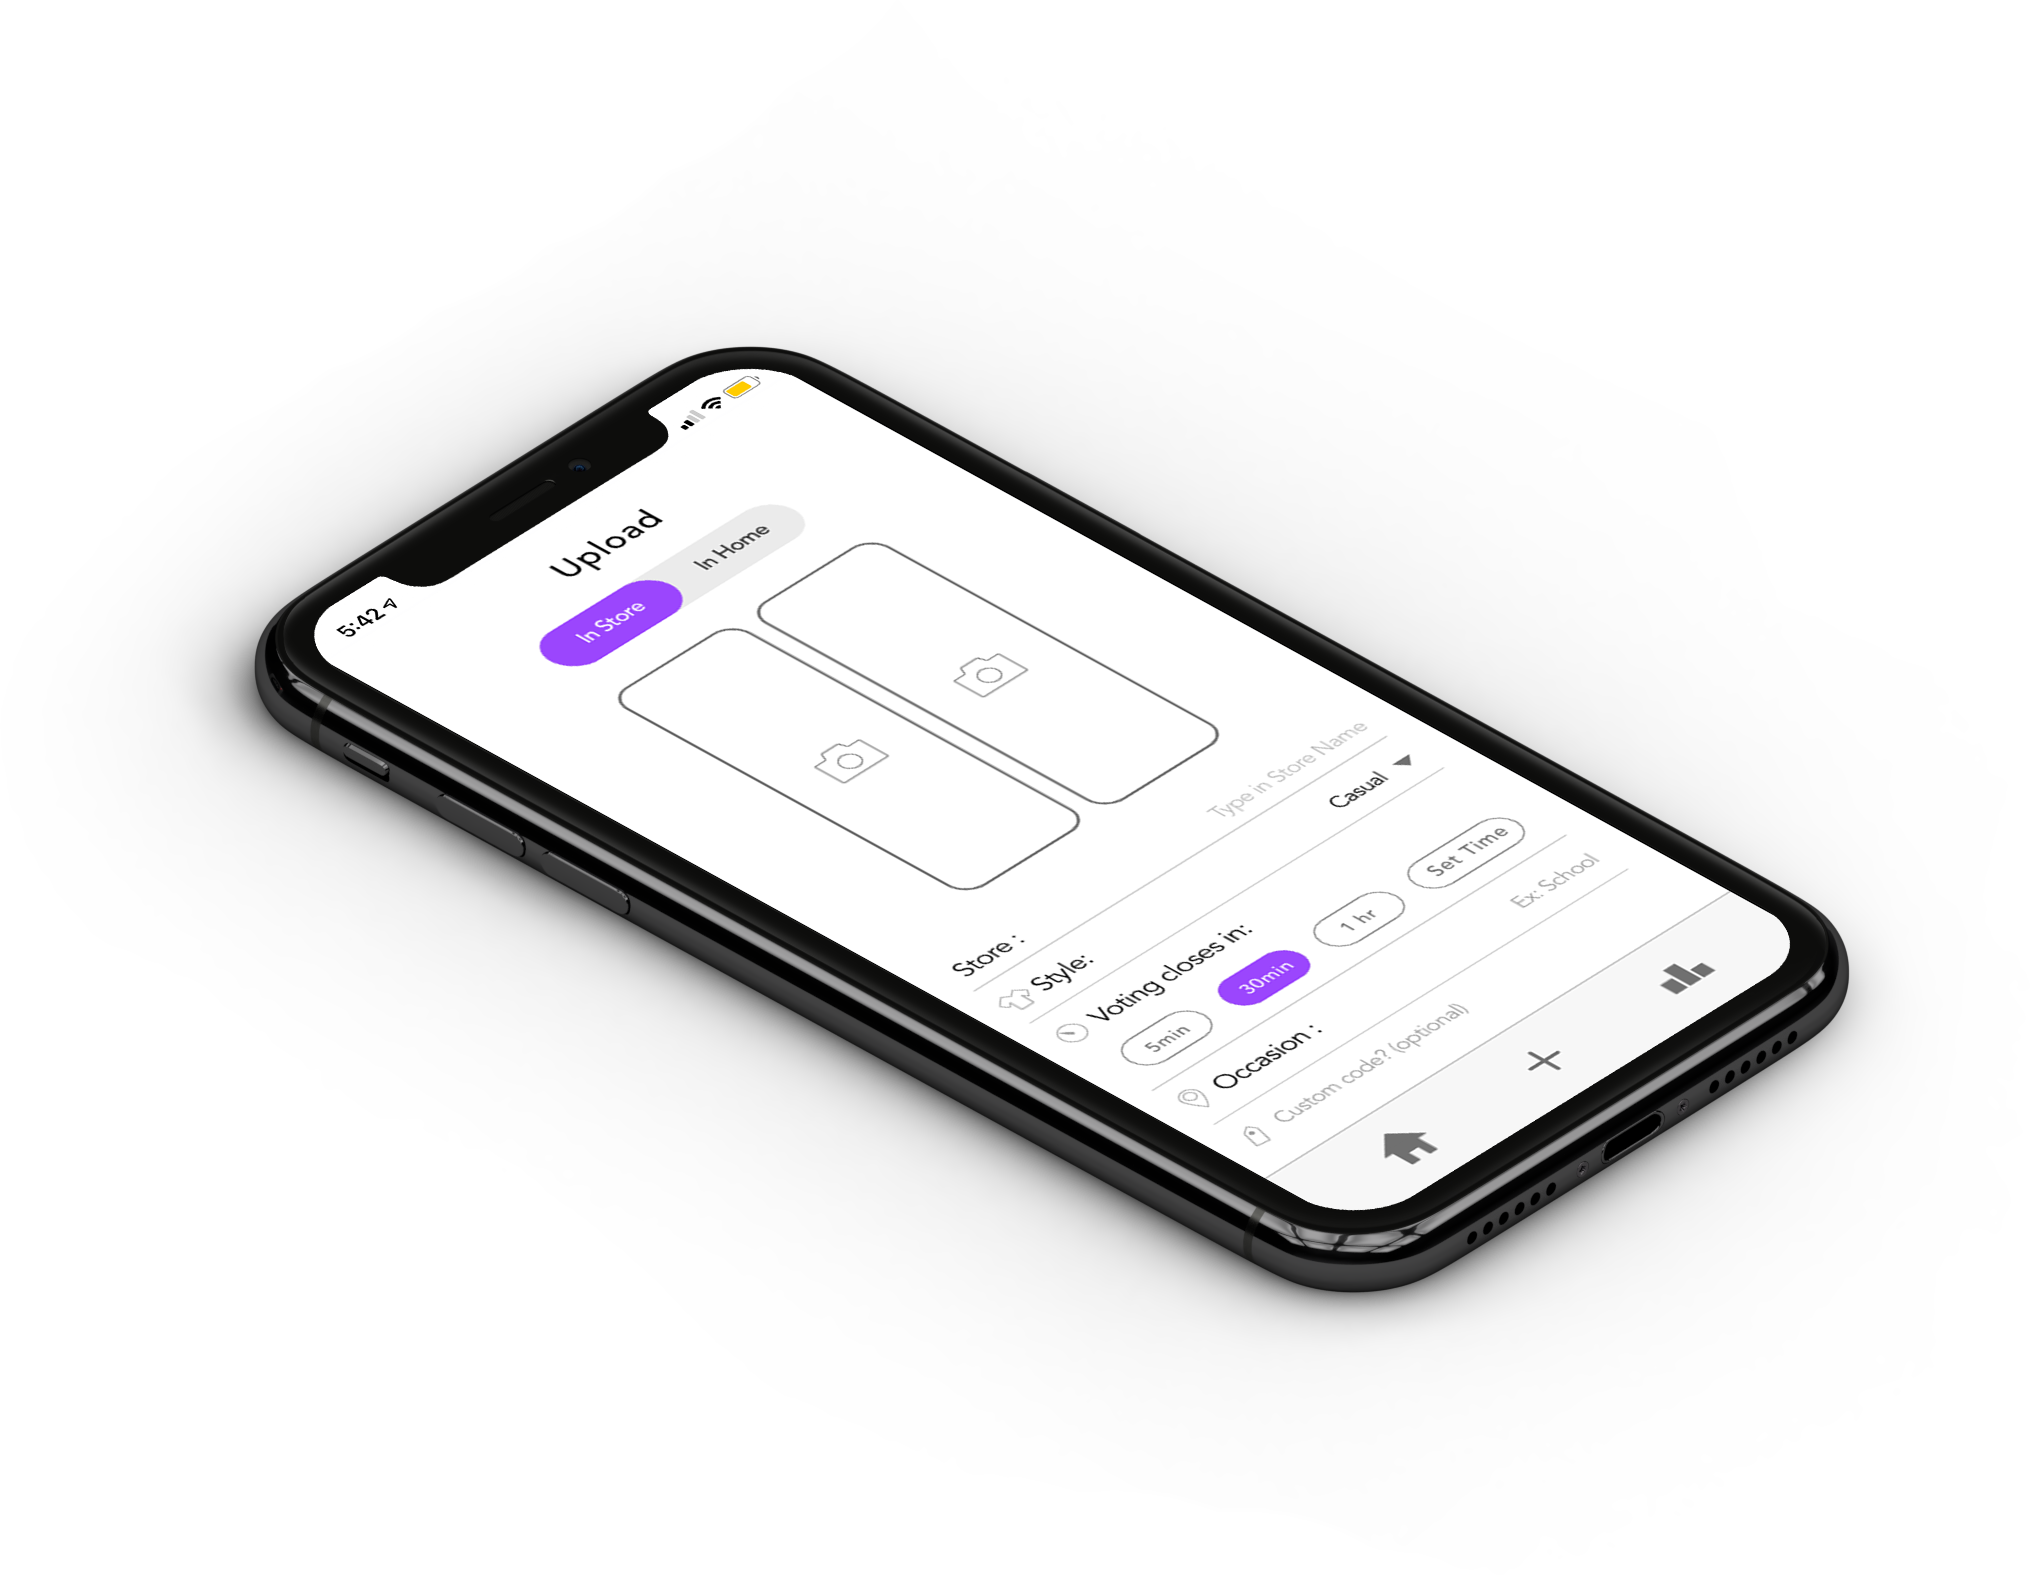 5:42
Upload
In Store In Home
Store : Type in Store Name
Style: Casual
Voting closes in:
5min 30min 1 hr Set Time
Occasion : Ex: School
Custom code? (optional)